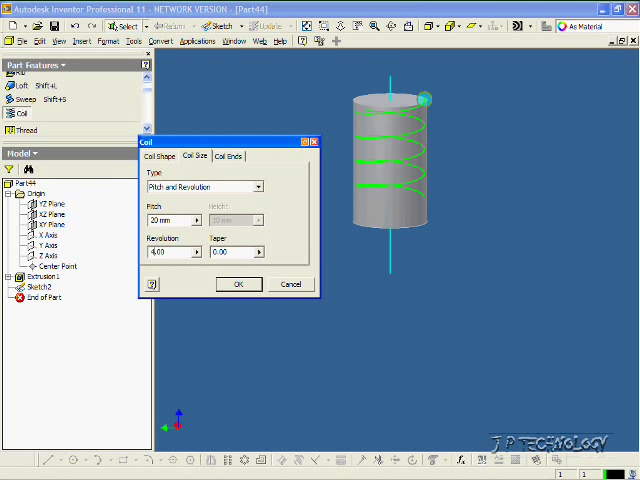 Autodesk Inventor Professional 11 - NETWORK VERSION - [Part44]
Select Return Sketch Update As Material
File Edit View Insert Format Tools Convert Applications Window Web Help
Part Features
Rib
Loft Shift+L
Sweep Shift+S
Coil
Thread
Model
Part44
Origin
YZ Plane
XZ Plane
XY Plane
X Axis
Y Axis
Z Axis
Center Point
Extrusion1
Sketch2
End of Part
Coil
Coil Shape Coil Size Coil Ends
Type
Pitch and Revolution
Pitch Height
20 mm 10 mm
Revolution Taper
4.00 0.00
OK Cancel
J.P TECHNOLOGY
1 1